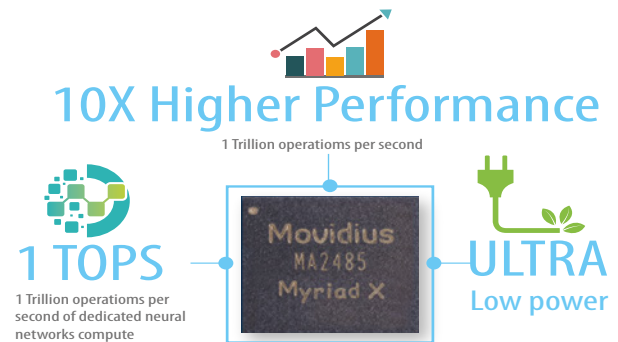 10X Higher Performance
1 Trillion operatioms per second
1 TOPS
1 Trillion operatioms per
second of dedicated neural
networks compute
Movidius
MA2485
Myriad X
ULTRA
Low power